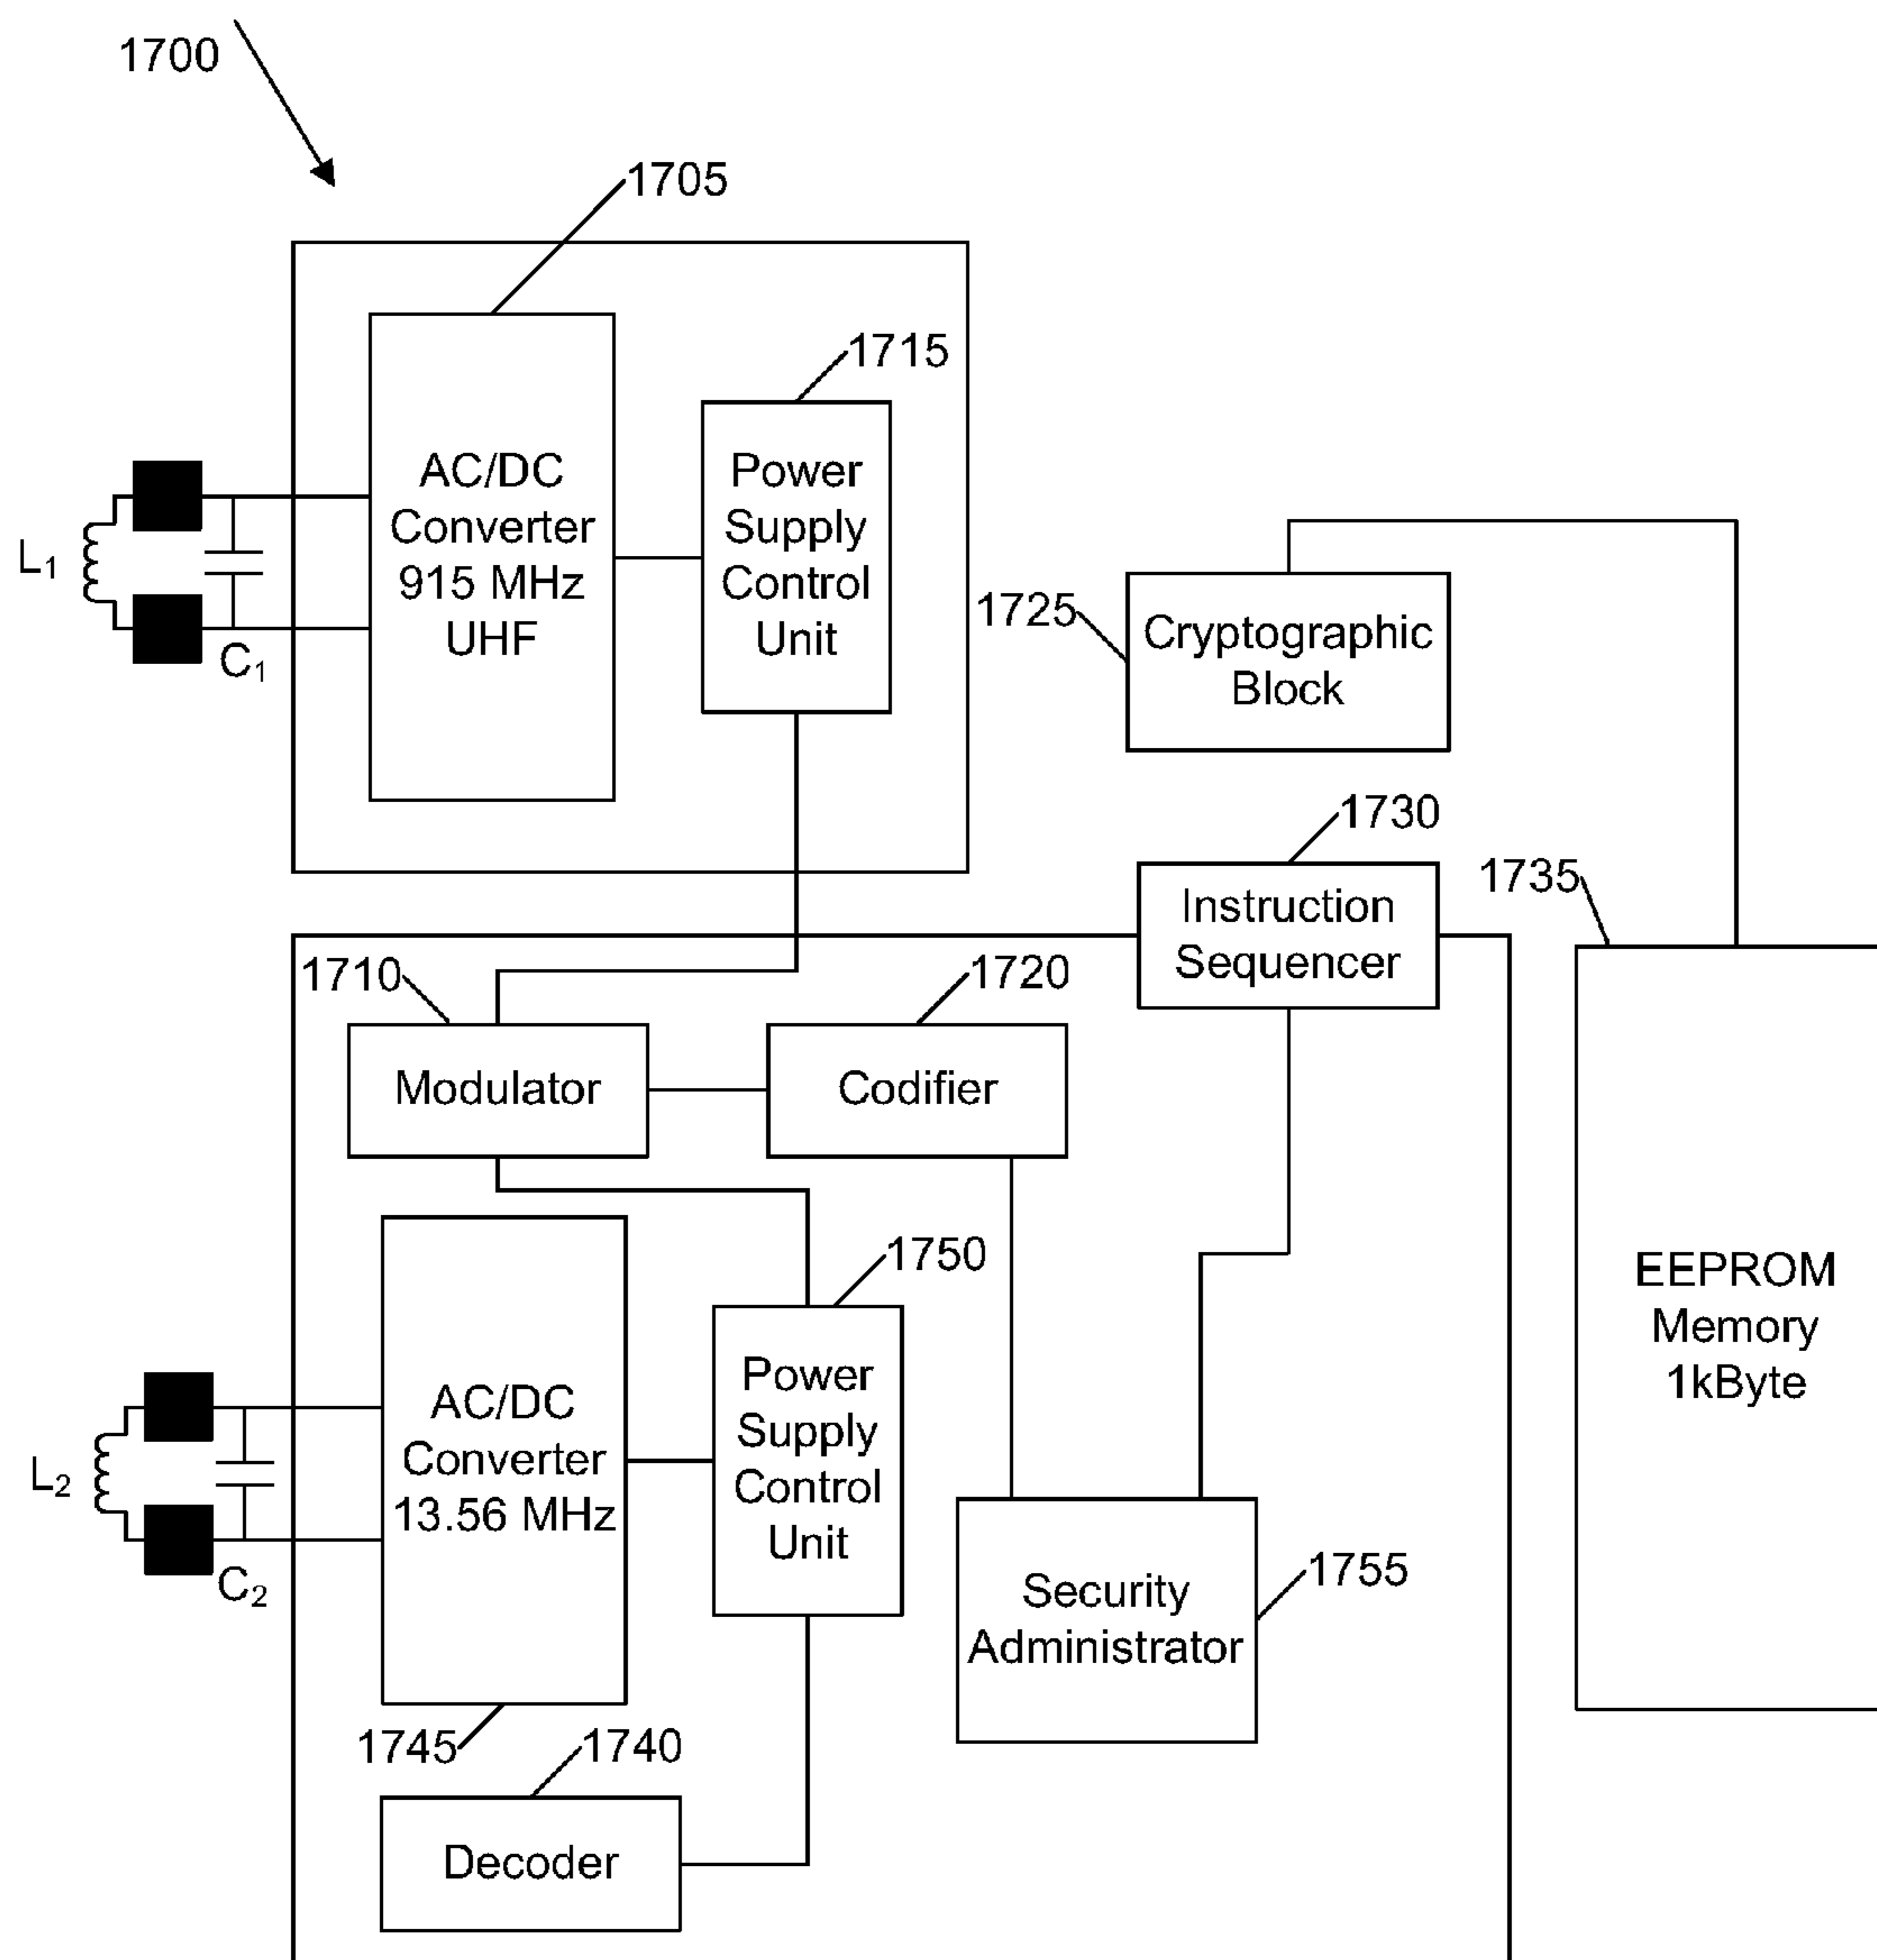 1700
1705
1715
AC/DC
Converter
915 MHz
UHF
Power
Supply
Control
Unit
L1
C1
1725
Cryptographic
Block
1730
Instruction
Sequencer
1735
EEPROM
Memory
1kByte
1710
Modulator
1720
Codifier
1750
AC/DC
Converter
13.56 MHz
Power
Supply
Control
Unit
L2
C2
1745
Security
Administrator
1755
1740
Decoder